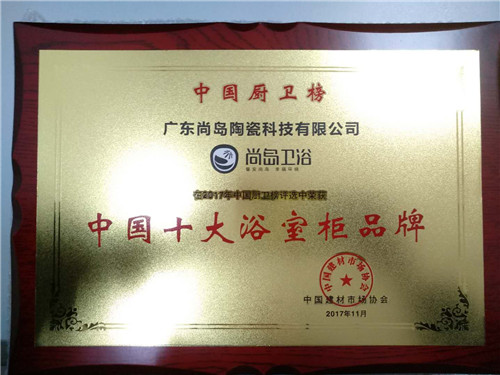 中国厨卫榜
广东尚岛陶瓷科技有限公司
尚岛卫浴
在2017年中国厨卫榜评选中荣获
中国十大浴室柜品牌
中国建材市场协会
中国建材市场协会
2017年11月